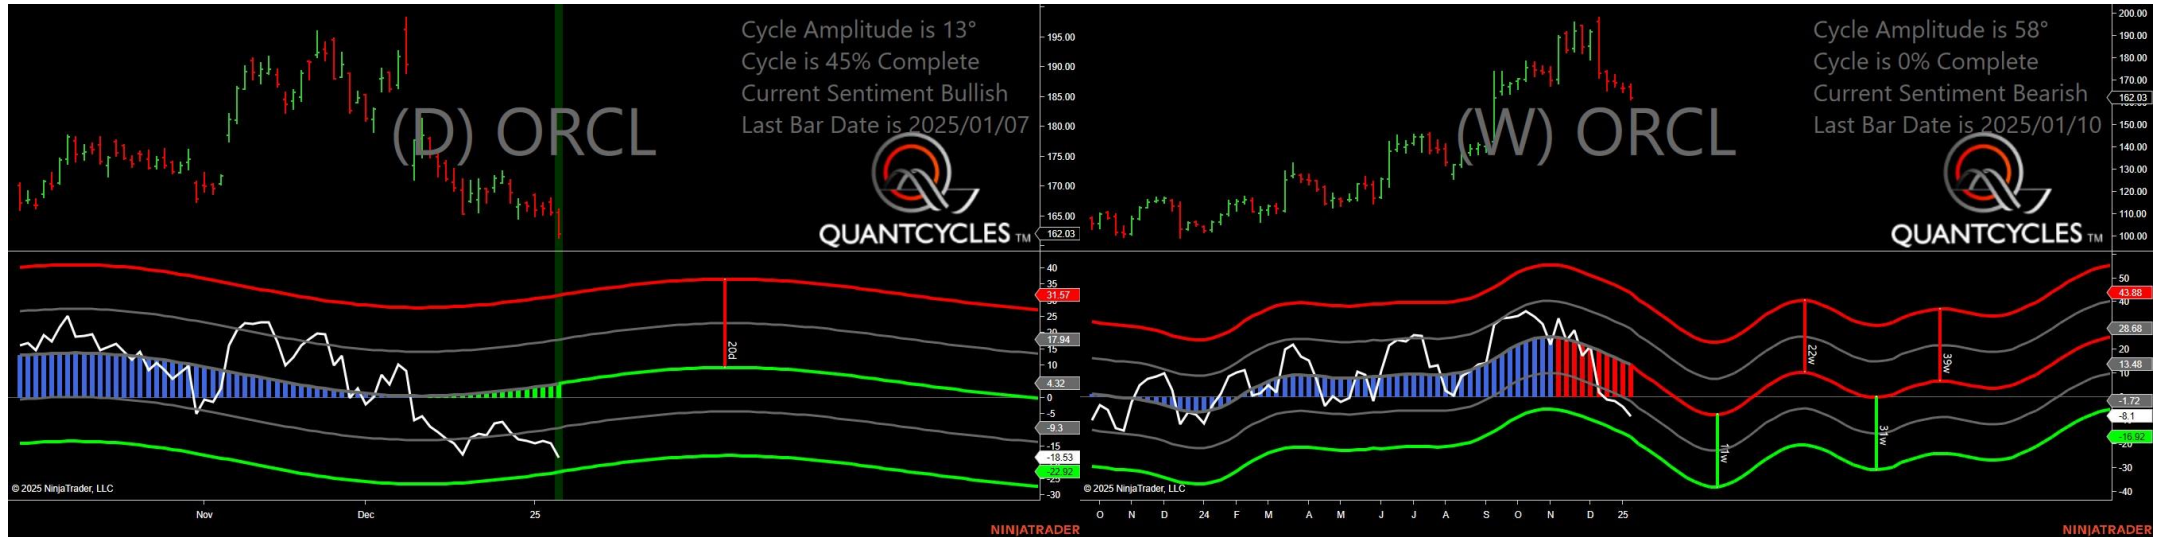 Cycle Amplitude is 13°
Cycle is 45% Complete
Current Sentiment Bullish
Last Bar Date is 2025/01/07
(D) ORCL
QUANTCYCLES TM
195.00
190.00
185.00
180.00
175.00
170.00
165.00
162.03
40
35
31.57
25
20
17.94
15
10
4.32
0
-5
-9.3
-15
-18.53
-22.92
-25
-30
20d
© 2025 NinjaTrader, LLC
Nov Dec 25
NINJATRADER
Cycle Amplitude is 58°
Cycle is 0% Complete
Current Sentiment Bearish
Last Bar Date is 2025/01/10
(W) ORCL
QUANTCYCLES TM
200.00
190.00
180.00
170.00
162.03
150.00
140.00
130.00
120.00
110.00
100.00
50
43.88
40
28.68
20
13.48
10
-1.72
-8.1
-16.92
-20
-30
-40
11w
22w
31w
39w
© 2025 NinjaTrader, LLC
O N D 24 F M A M J J A S O N D 25
NINJATRADER